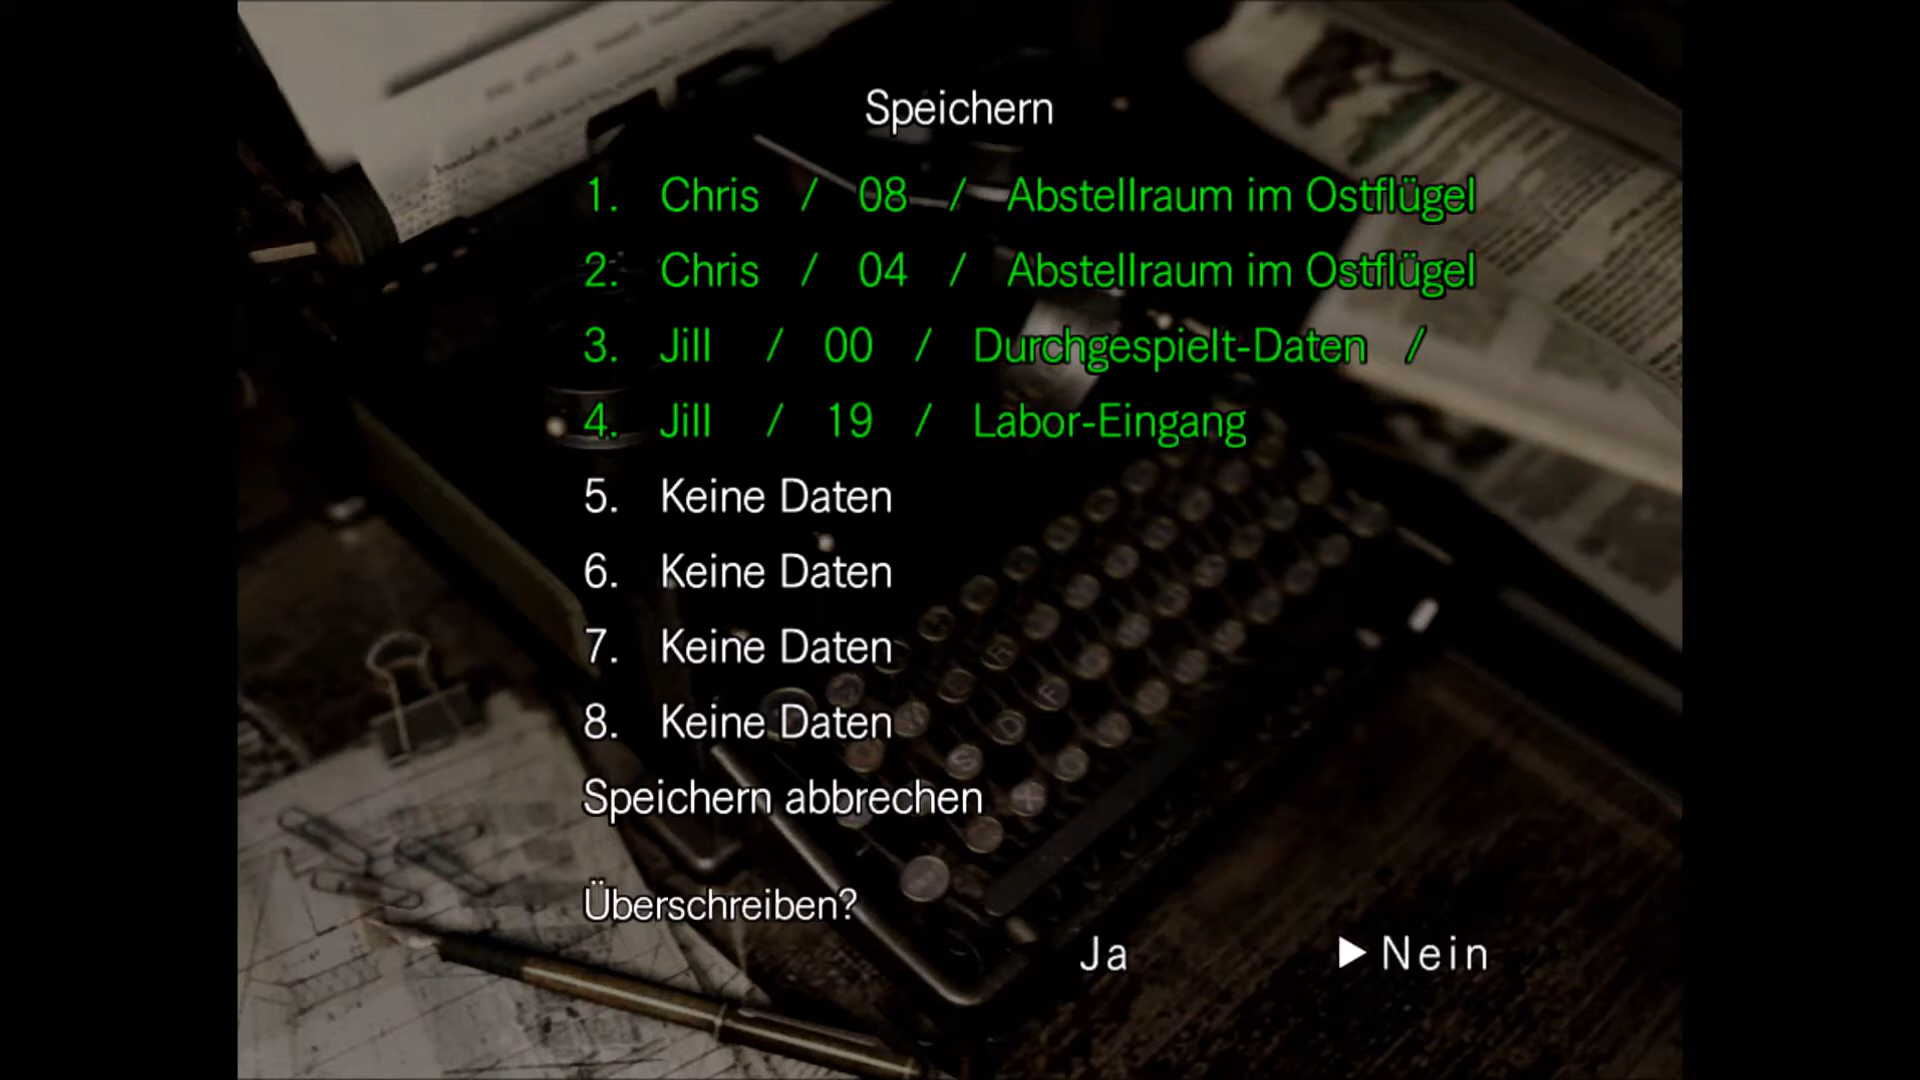 Speichern
1. Chris / 08 / Abstellraum im Ostflügel
2. Chris / 04 / Abstellraum im Ostflügel
3. Jill / 00 / Durchgespielt-Daten /
4. Jill / 19 / Labor-Eingang
5. Keine Daten
6. Keine Daten
7. Keine Daten
8. Keine Daten
Speichern abbrechen
Überschreiben?
Ja ▶ Nein